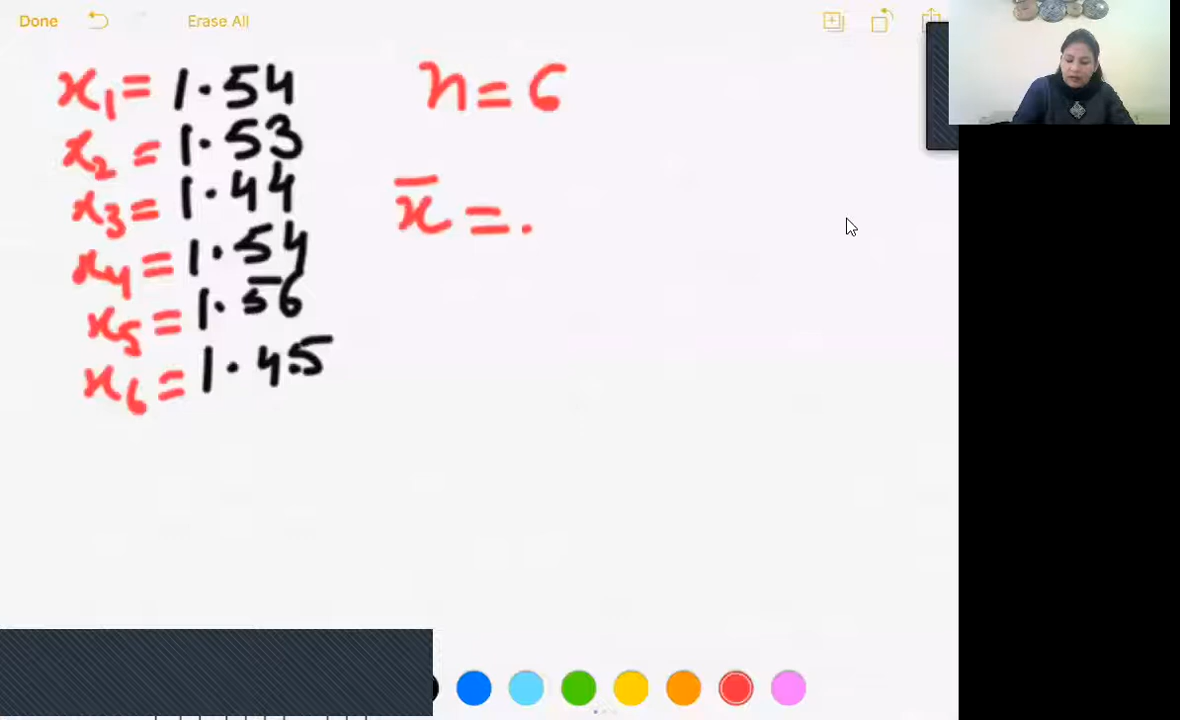 Done Erase All
x1 = 1.54
x2 = 1.53
x3 = 1.44
x4 = 1.54
x5 = 1.56
x6 = 1.45
n = 6
x̄ = .